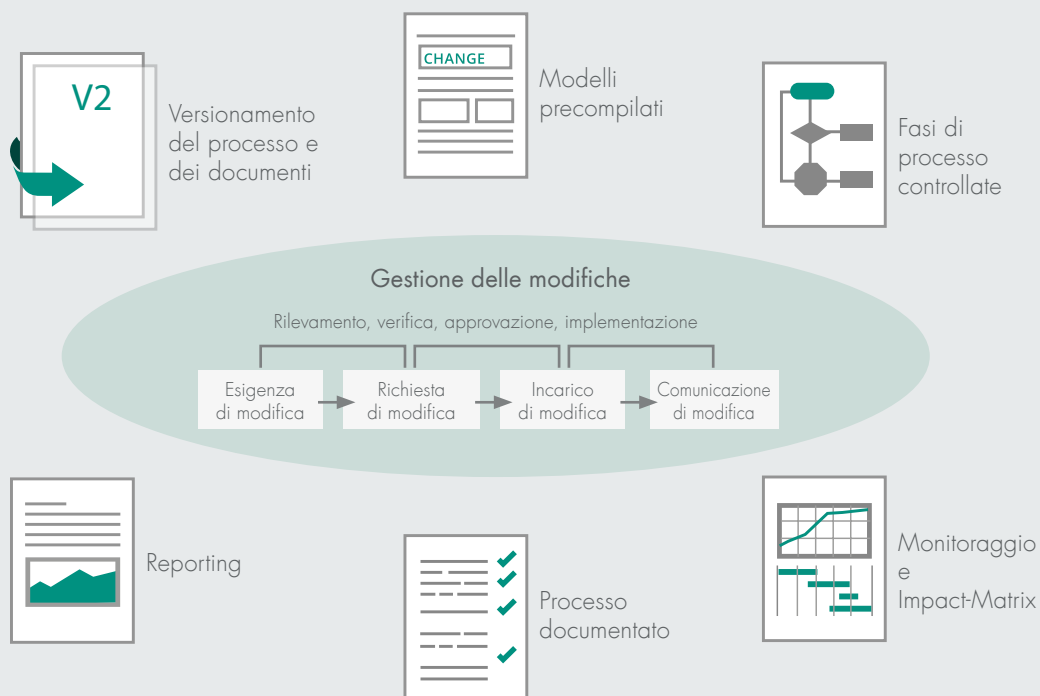 V2
Versionamento
del processo e
dei documenti
CHANGE
Modelli
precompilati
Fasi di
processo
controllate
Gestione delle modifiche
Rilevamento, verifica, approvazione, implementazione
Esigenza
di modifica
Richiesta
di modifica
Incarico
di modifica
Comunicazione
di modifica
Reporting
Processo
documentato
Monitoraggio
e
Impact-Matrix